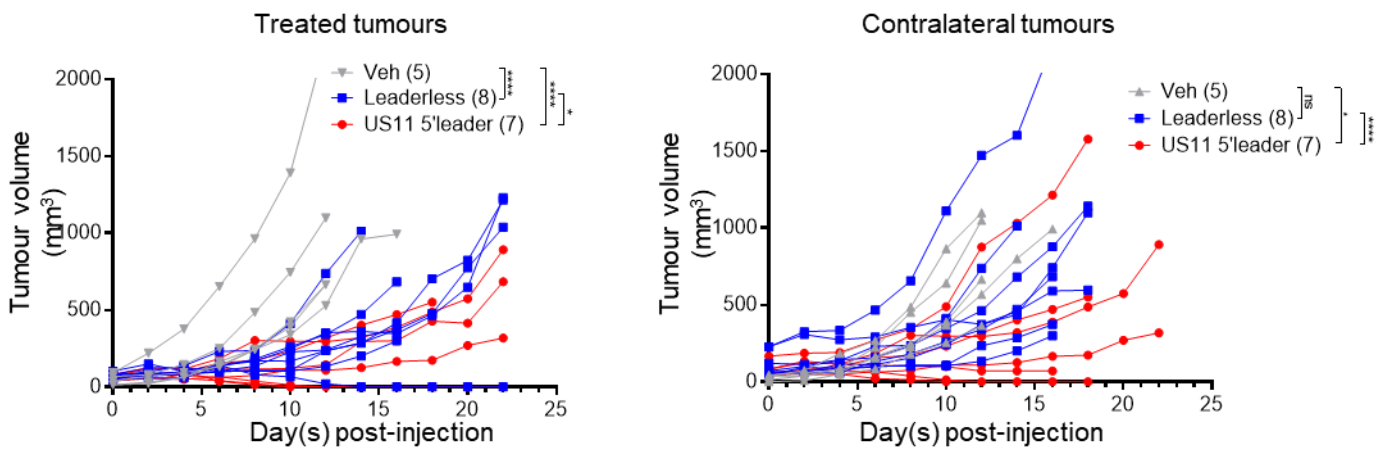 Treated tumours
Contralateral tumours
Veh (5)
Leaderless (8)
US11 5'leader (7)
****
****
*
Veh (5)
Leaderless (8)
US11 5'leader (7)
ns
*
****
Tumour volume
(mm³)
2000
1500
1000
500
0
0
5
10
15
20
25
Day(s) post-injection
Tumour volume
(mm³)
2000
1500
1000
500
0
0
5
10
15
20
25
Day(s) post-injection